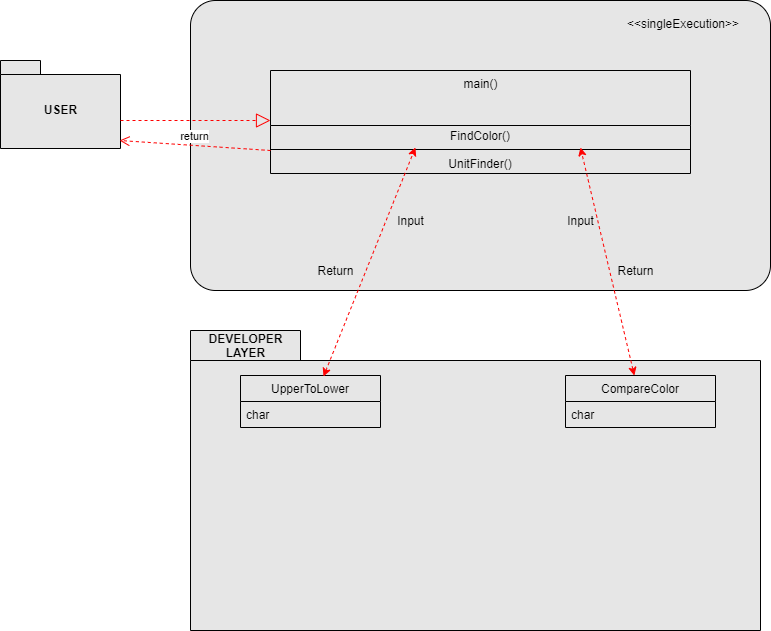 <<singleExecution>>
main()
USER
return
FindColor()
UnitFinder()
Input
Input
Return
Return
DEVELOPER
LAYER
UpperToLower
CompareColor
char
char